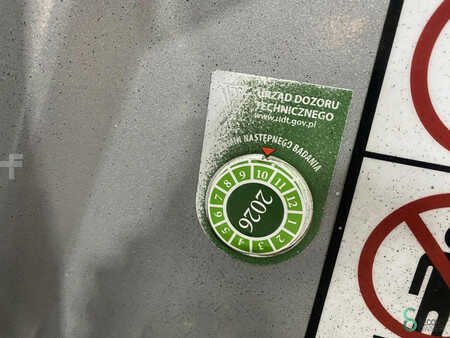 URZĄD DOZORU
TECHNICZNEGO
www.udt.gov.pl
NASTĘPNEGO BADANIA
1 2 3 4 5 6 7 8 9 10 11 12
2026